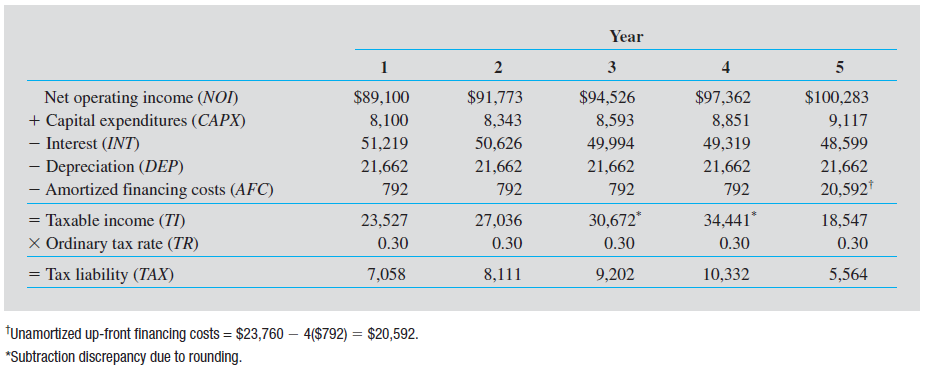 Year
1 2 3 4 5
Net operating income (NOI) $89,100 $91,773 $94,526 $97,362 $100,283
+ Capital expenditures (CAPX) 8,100 8,343 8,593 8,851 9,117
− Interest (INT) 51,219 50,626 49,994 49,319 48,599
− Depreciation (DEP) 21,662 21,662 21,662 21,662 21,662
− Amortized financing costs (AFC) 792 792 792 792 20,592†
= Taxable income (TI) 23,527 27,036 30,672* 34,441* 18,547
× Ordinary tax rate (TR) 0.30 0.30 0.30 0.30 0.30
= Tax liability (TAX) 7,058 8,111 9,202 10,332 5,564
†Unamortized up-front financing costs = $23,760 − 4($792) = $20,592.
*Subtraction discrepancy due to rounding.